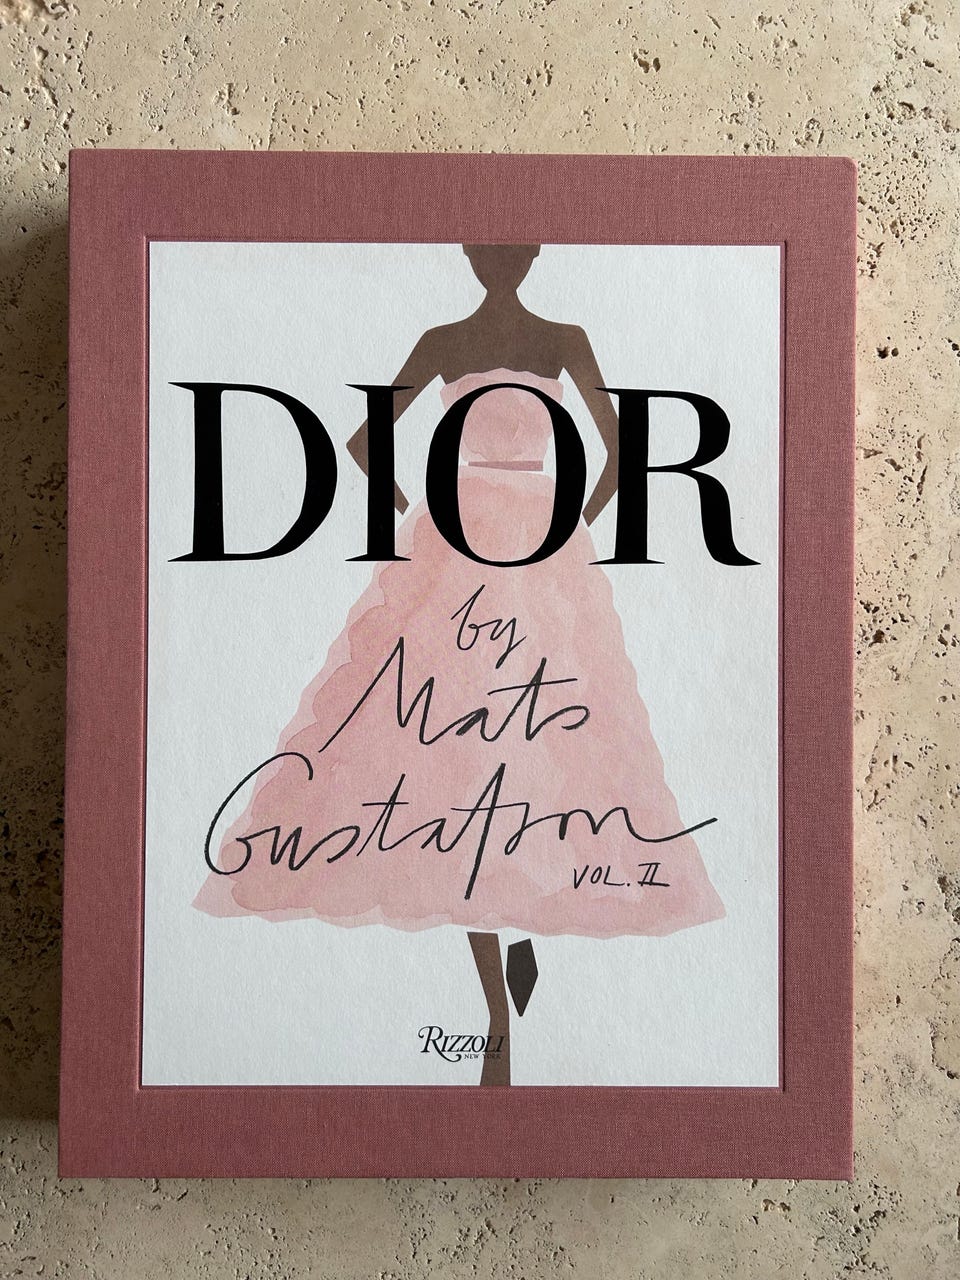 DIOR
by
Mats
Gustafson
VOL. II
RIZZOLI
NEW YORK